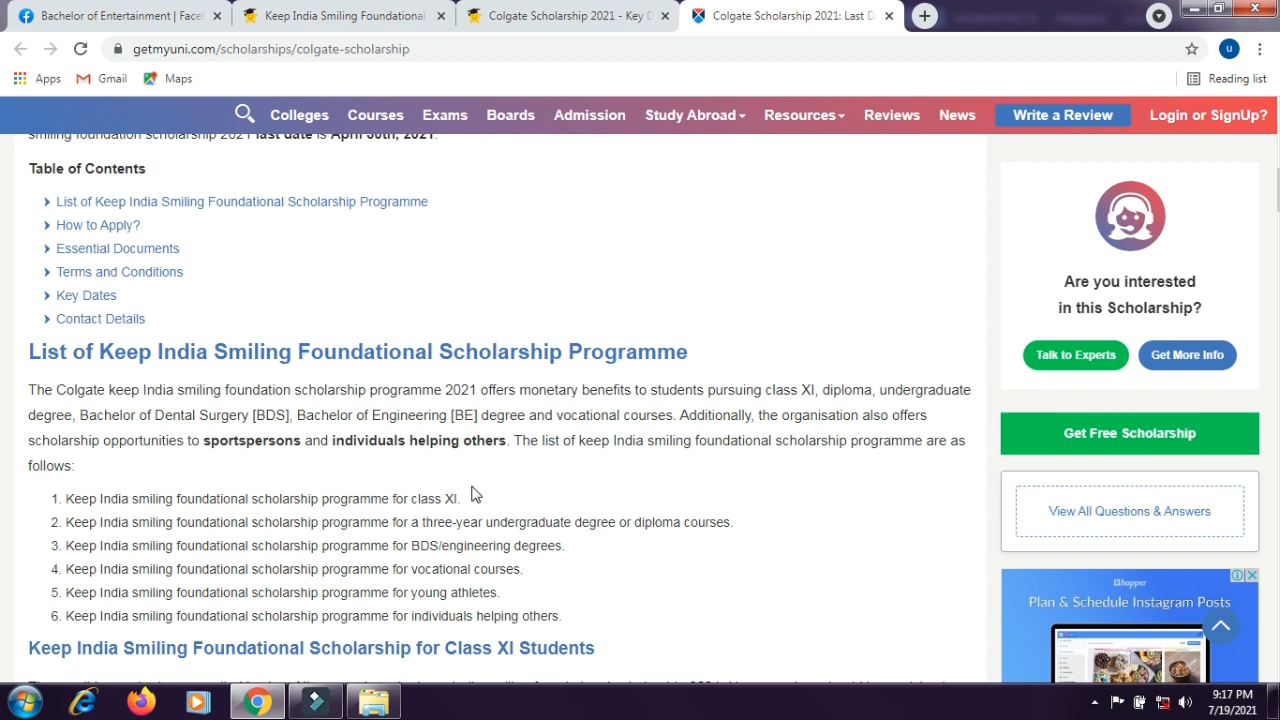 Bachelor of Entertainment | Face
Keep India Smiling Foundational
Colgate Scholarship 2021 - Key D
Colgate Scholarship 2021: Last D
getmyuni.com/scholarships/colgate-scholarship
u
Apps
Gmail
Maps
Reading list
Colleges
Courses
Exams
Boards
Admission
Study Abroad
Resources
Reviews
News
Write a Review
Login or SignUp?
smiling foundation scholarship 2021 last date is April 30th, 2021.
Table of Contents
List of Keep India Smiling Foundational Scholarship Programme
How to Apply?
Essential Documents
Terms and Conditions
Key Dates
Contact Details
List of Keep India Smiling Foundational Scholarship Programme
The Colgate keep India smiling foundation scholarship programme 2021 offers monetary benefits to students pursuing class XI, diploma, undergraduate
degree, Bachelor of Dental Surgery [BDS], Bachelor of Engineering [BE] degree and vocational courses. Additionally, the organisation also offers
scholarship opportunities to sportspersons and individuals helping others. The list of keep India smiling foundational scholarship programme are as
follows:
1. Keep India smiling foundational scholarship programme for class XI.
2. Keep India smiling foundational scholarship programme for a three-year undergraduate degree or diploma courses.
3. Keep India smiling foundational scholarship programme for BDS/engineering degrees.
4. Keep India smiling foundational scholarship programme for vocational courses.
5. Keep India smiling foundational scholarship programme for young athletes.
6. Keep India smiling foundational scholarship programme for individuals helping others.
Keep India Smiling Foundational Scholarship for Class XI Students
Are you interested
in this Scholarship?
Talk to Experts
Get More Info
Get Free Scholarship
View All Questions & Answers
hopper
Plan & Schedule Instagram Posts
9:17 PM
7/19/2021